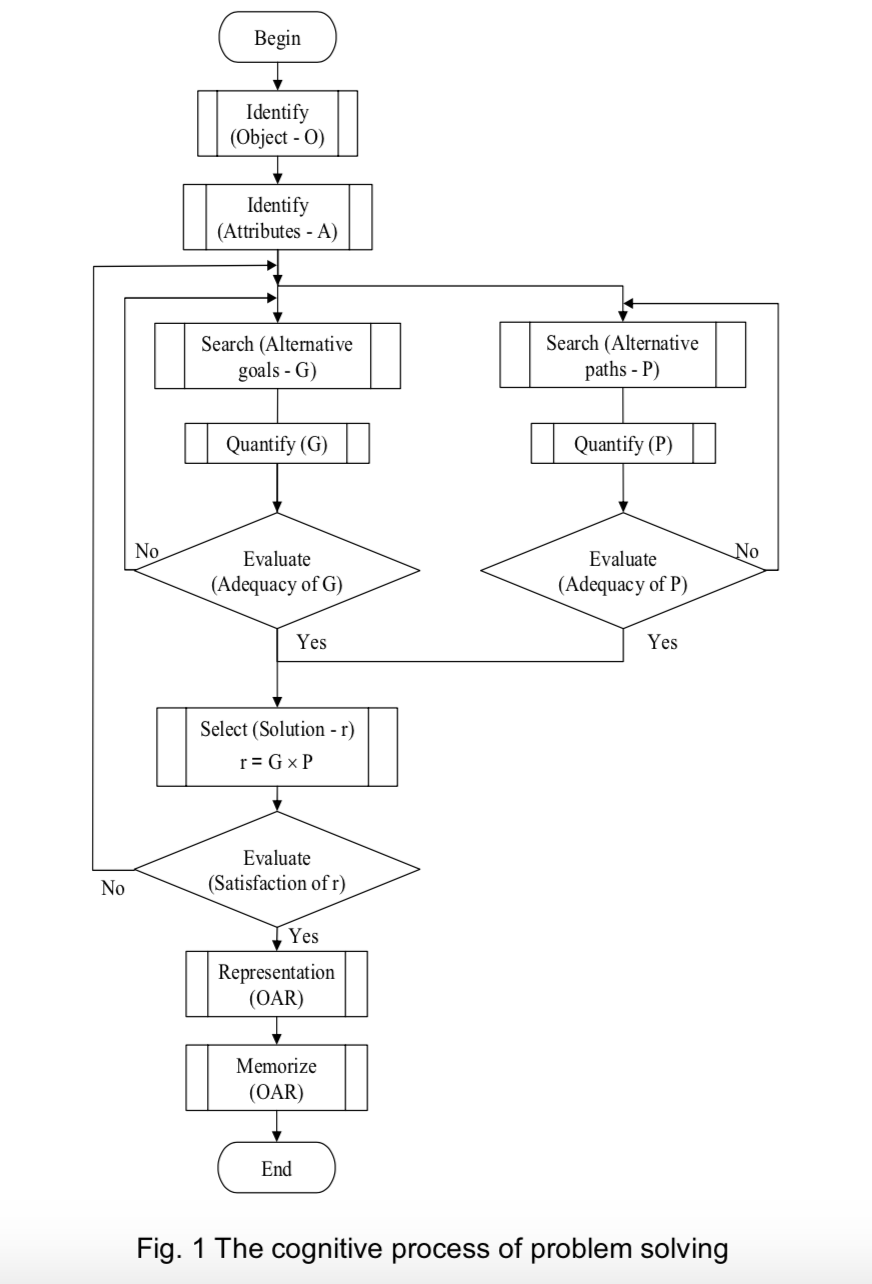 Begin
Identify
(Object - O)
Identify
(Attributes - A)
Search (Alternative
goals - G)
Search (Alternative
paths - P)
Quantify (G)
Quantify (P)
No
Evaluate
(Adequacy of G)
Evaluate
(Adequacy of P)
No
Yes
Yes
Select (Solution - r)
r = G × P
Evaluate
(Satisfaction of r)
No
Yes
Representation
(OAR)
Memorize
(OAR)
End
Fig. 1 The cognitive process of problem solving